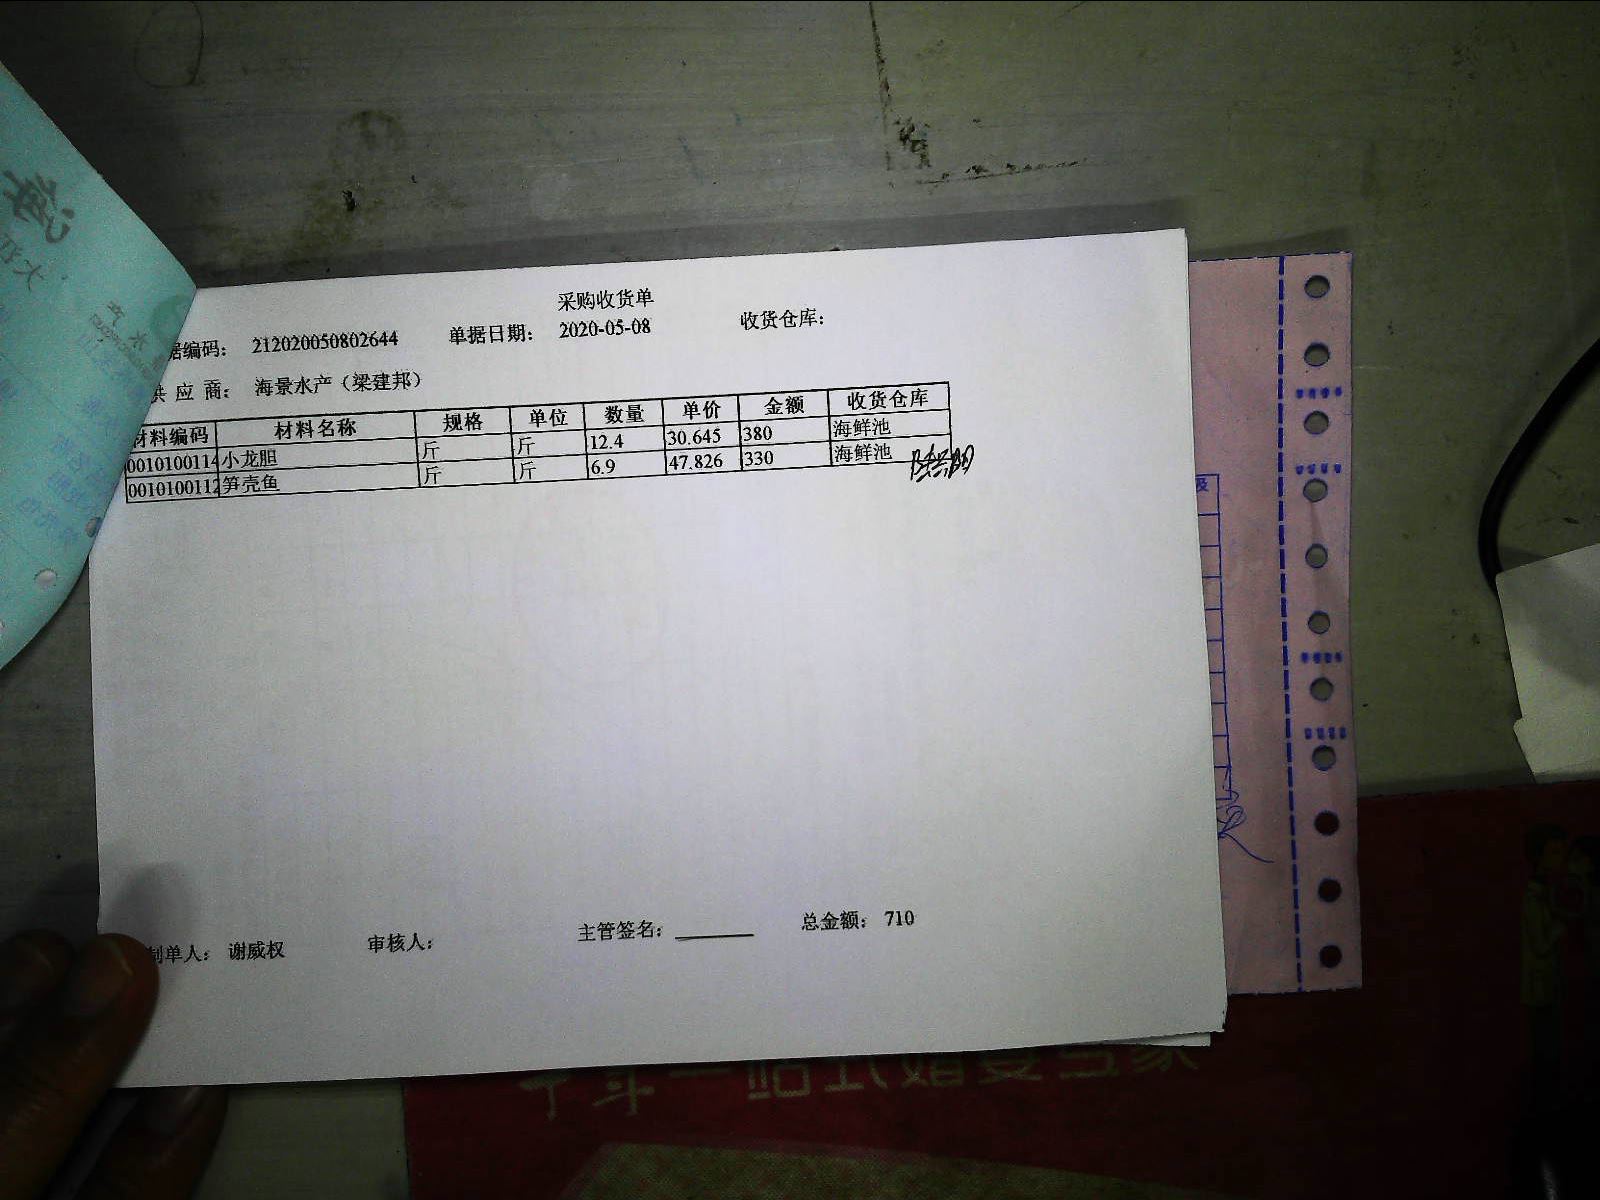 采购收货单
据编码： 212020050802644 单据日期： 2020-05-08 收货仓库：
供 应 商： 海景水产（梁建邦）
材料编码 材料名称 规格 单位 数量 单价 金额 收货仓库
0010100114 小龙胆 斤 斤 12.4 30.645 380 海鲜池
0010100112 笋壳鱼 斤 斤 6.9 47.826 330 海鲜池
制单人： 谢威权 审核人： 主管签名： 总金额： 710